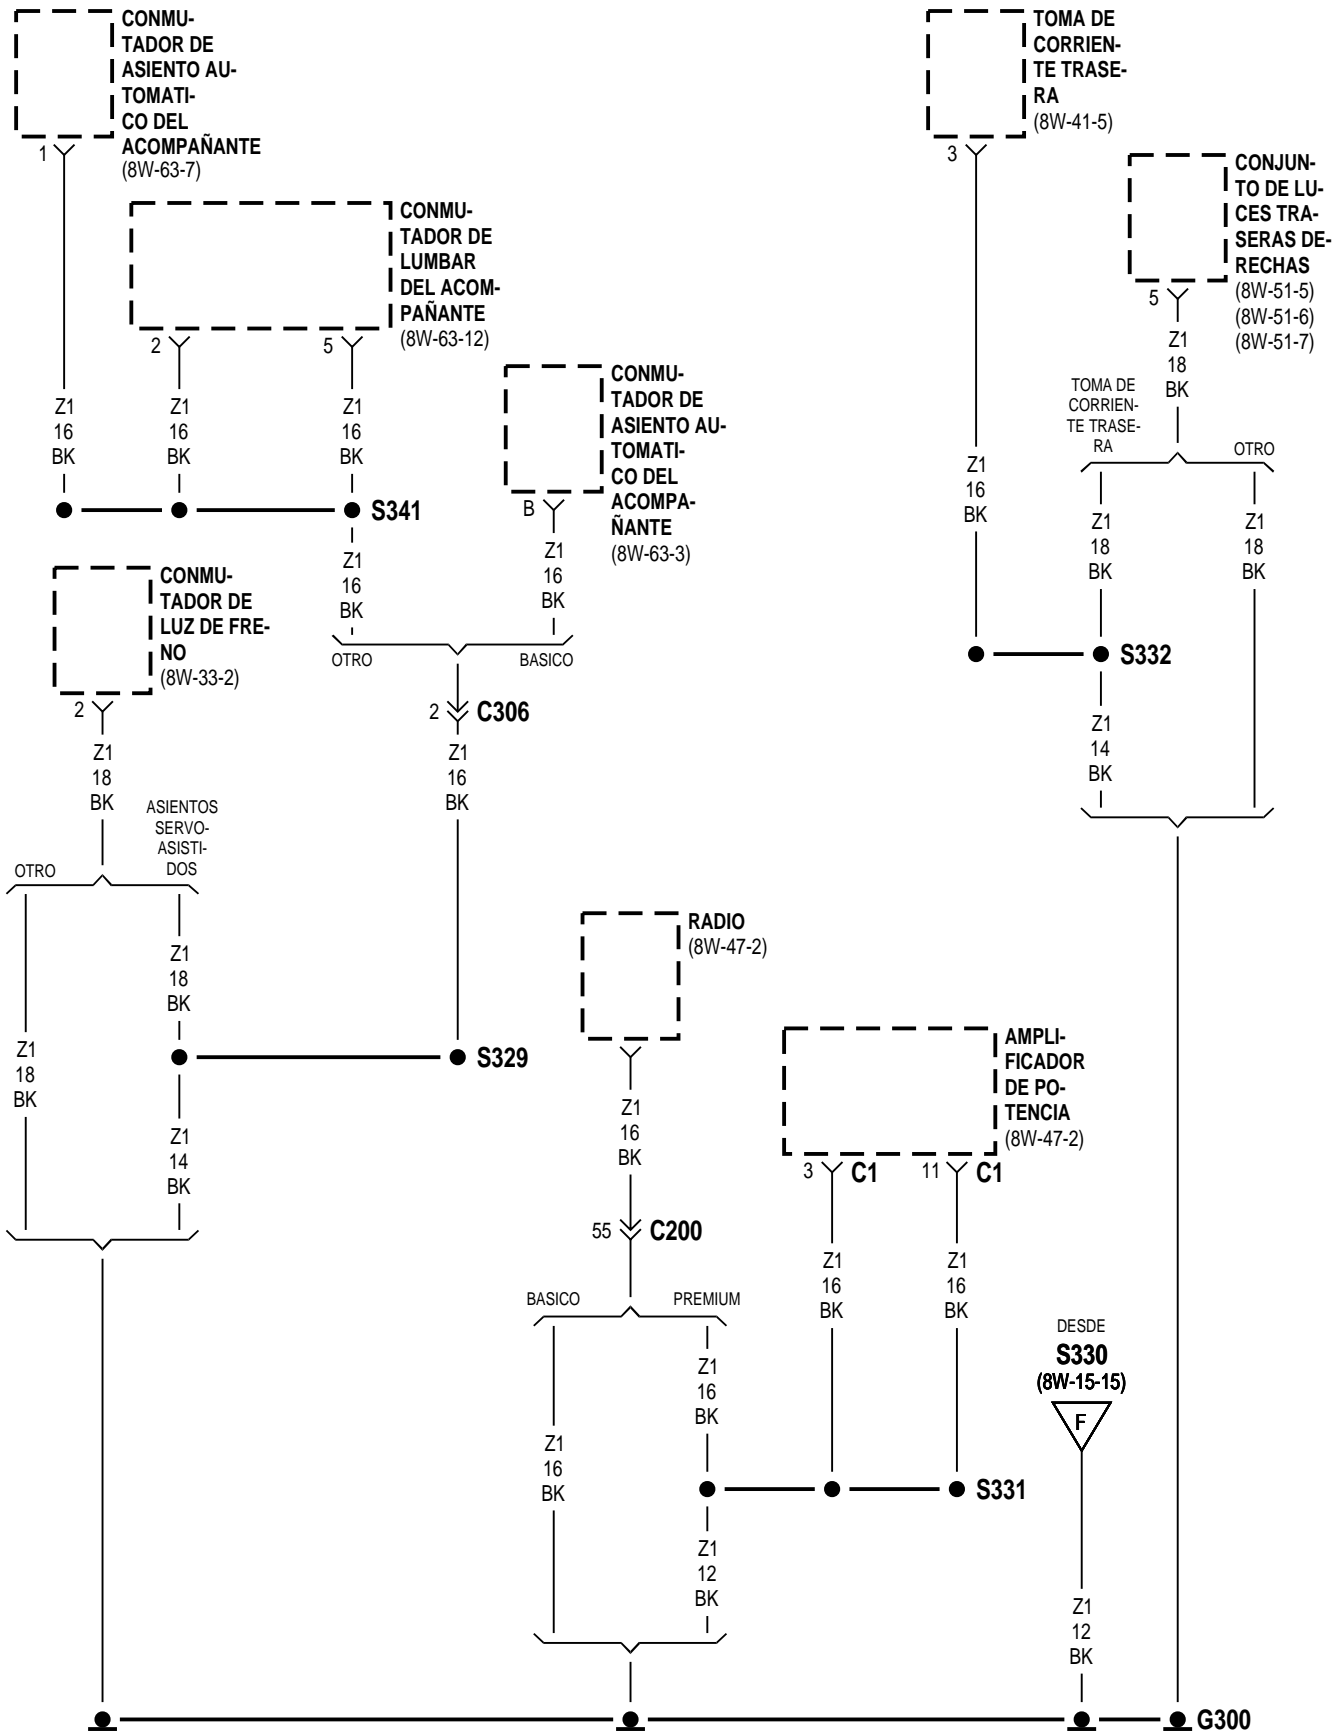 CONMU-
TADOR DE
ASIENTO AU-
TOMATI-
CO DEL
ACOMPAÑANTE
(8W-63-7)
1
CONMU-
TADOR DE
LUMBAR
DEL ACOM-
PAÑANTE
(8W-63-12)
2
5
TOMA DE
CORRIEN-
TE TRASE-
RA
(8W-41-5)
3
CONJUN-
TO DE LU-
CES TRA-
SERAS DE-
RECHAS
(8W-51-5)
(8W-51-6)
(8W-51-7)
5
Z1
18
BK
CONMU-
TADOR DE
ASIENTO AU-
TOMATI-
CO DEL
ACOMPA-
ÑANTE
(8W-63-3)
B
Z1
16
BK
Z1
16
BK
Z1
16
BK
S341
Z1
16
BK
Z1
16
BK
OTRO
BASICO
2
C306
Z1
16
BK
Z1
16
BK
TOMA DE
CORRIEN-
TE TRASE-
RA
OTRO
Z1
18
BK
Z1
18
BK
S332
Z1
14
BK
CONMU-
TADOR DE
LUZ DE FRE-
NO
(8W-33-2)
2
Z1
18
BK
OTRO
ASIENTOS
SERVO-
ASISTI-
DOS
Z1
18
BK
Z1
18
BK
S329
Z1
14
BK
RADIO
(8W-47-2)
Z1
16
BK
55
C200
AMPLI-
FICADOR
DE PO-
TENCIA
(8W-47-2)
3
C1
11
C1
Z1
16
BK
Z1
16
BK
BASICO
PREMIUM
Z1
16
BK
Z1
16
BK
S331
Z1
12
BK
DESDE
S330
(8W-15-15)
F
Z1
12
BK
G300